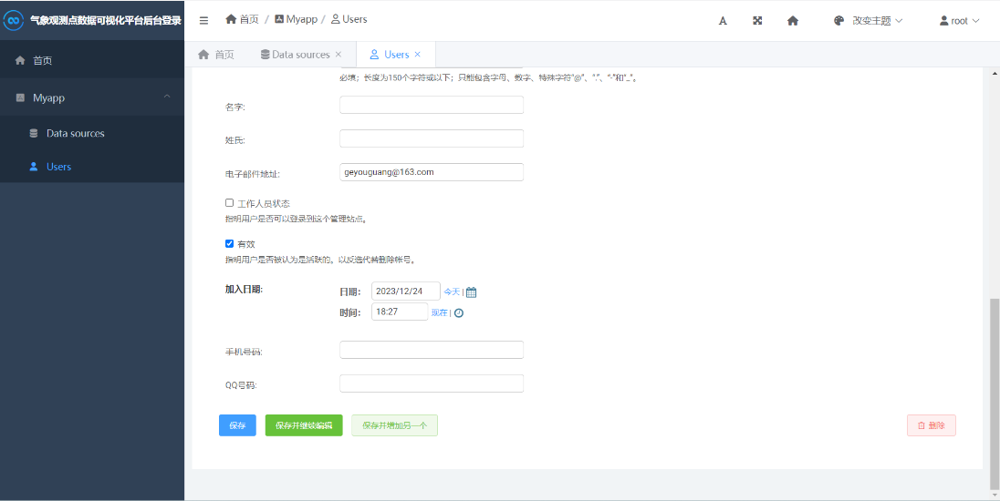 气象观测点数据可视化平台后台登录
首页 / Myapp / Users
改变主题
root
首页
Data sources ×
Users ×
首页
Myapp
Data sources
Users
必填；长度为150个字符或以下；只能包含字母、数字、特殊字符“@”、“.”、“-”和“_”。
名字:
姓氏:
电子邮件地址: geyouguang@163.com
工作人员状态
指明用户是否可以登录到这个管理站点。
有效
指明用户是否被认为是活跃的。以反选代替删除帐号。
加入日期: 日期: 2023/12/24 今天 |
时间: 18:27 现在 |
手机号码:
QQ号码:
保存 保存并继续编辑 保存并增加另一个 删除